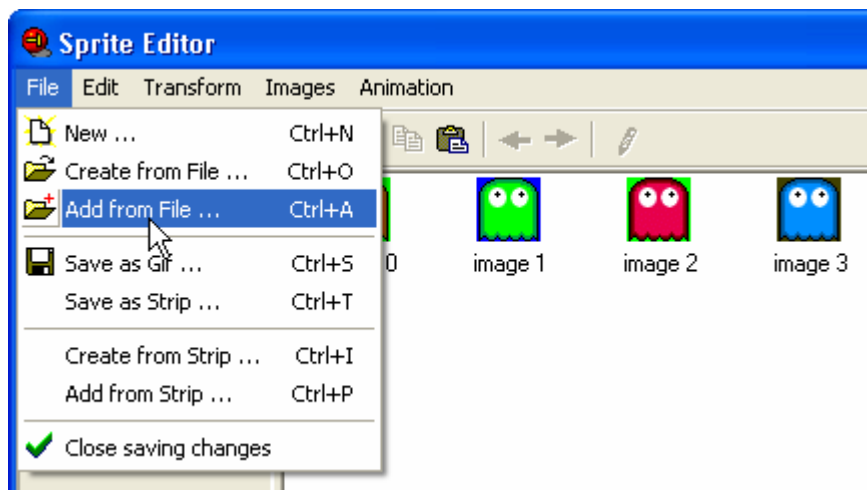 Sprite Editor
File Edit Transform Images Animation
New ... Ctrl+N
Create from File ... Ctrl+O
Add from File ... Ctrl+A
Save as Gif ... Ctrl+S
Save as Strip ... Ctrl+T
Create from Strip ... Ctrl+I
Add from Strip ... Ctrl+P
Close saving changes
0 image 1 image 2 image 3